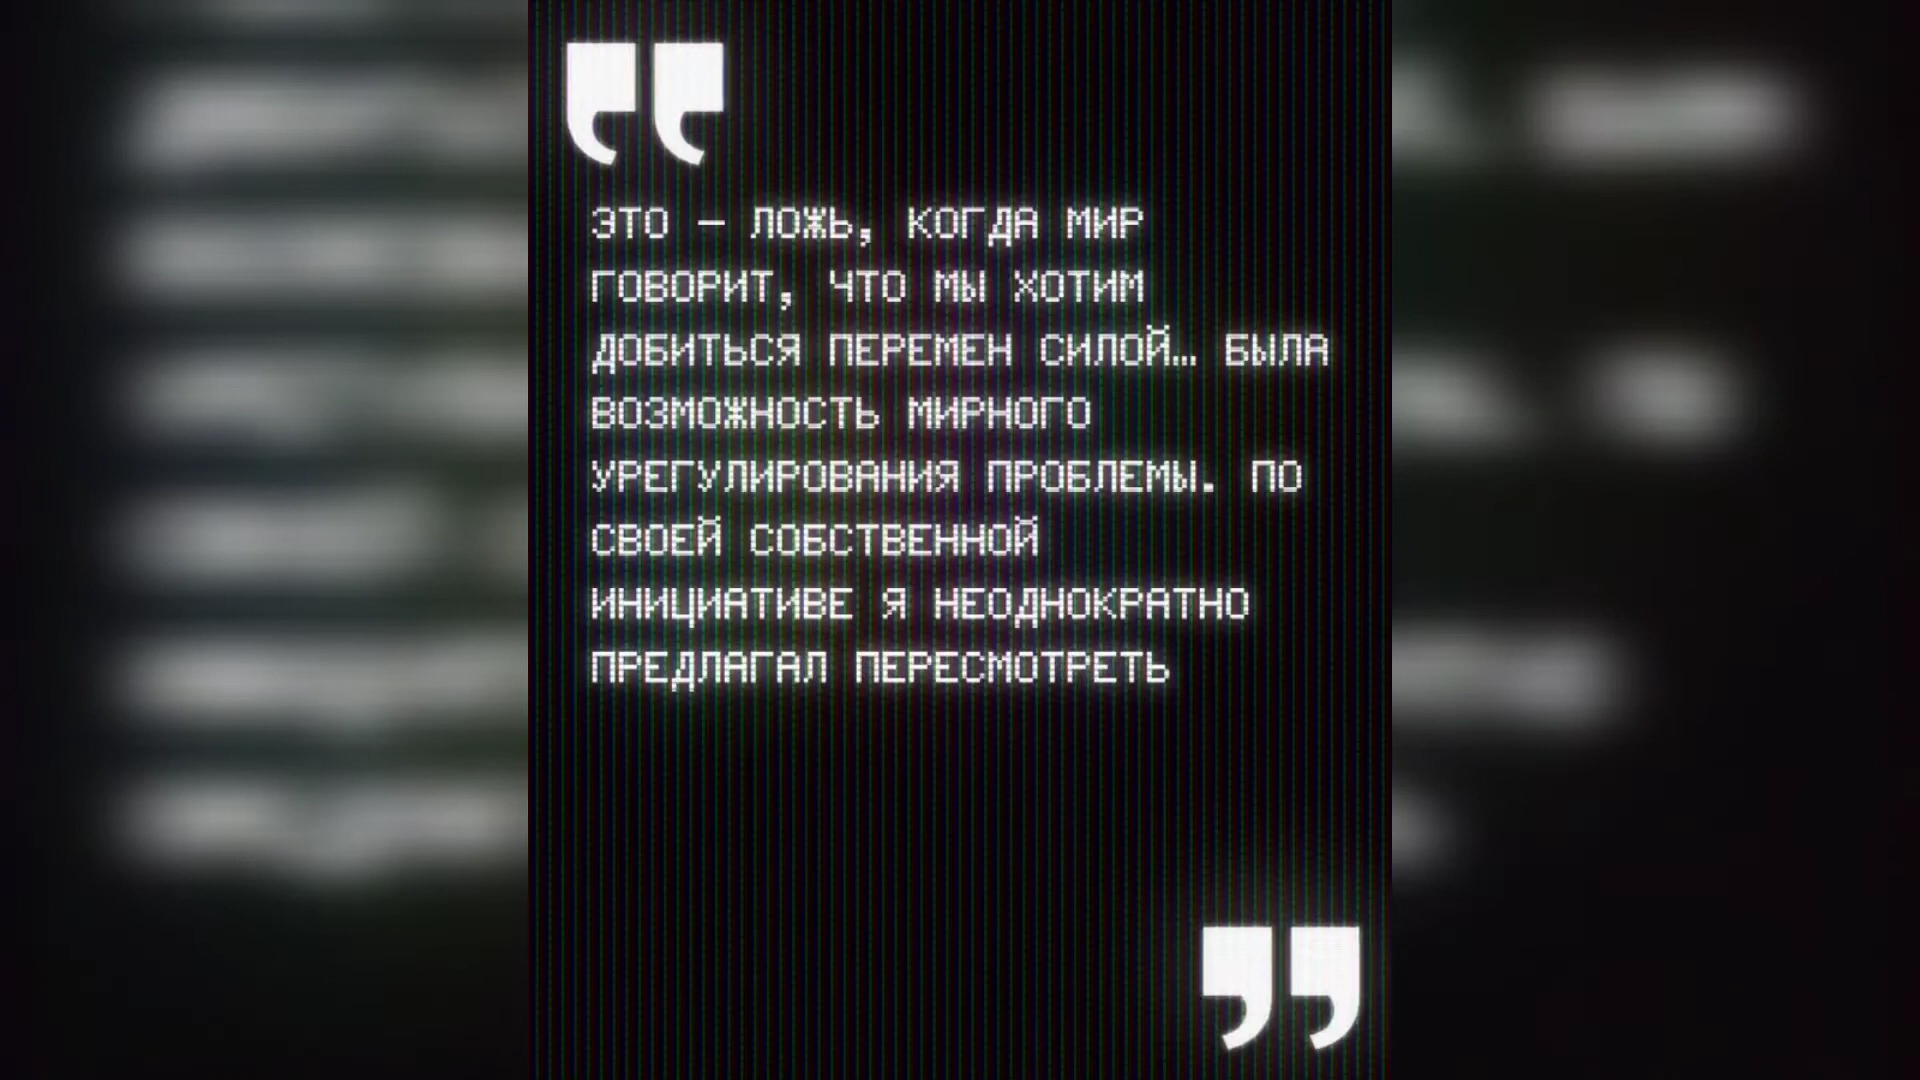 ЭТО – ЛОЖЬ, КОГДА МИР
ГОВОРИТ, ЧТО МЫ ХОТИМ
ДОБИТЬСЯ ПЕРЕМЕН СИЛОЙ… БЫЛА
ВОЗМОЖНОСТЬ МИРНОГО
УРЕГУЛИРОВАНИЯ ПРОБЛЕМЫ. ПО
СВОЕЙ СОБСТВЕННОЙ
ИНИЦИАТИВЕ Я НЕОДНОКРАТНО
ПРЕДЛАГАЛ ПЕРЕСМОТРЕТЬ